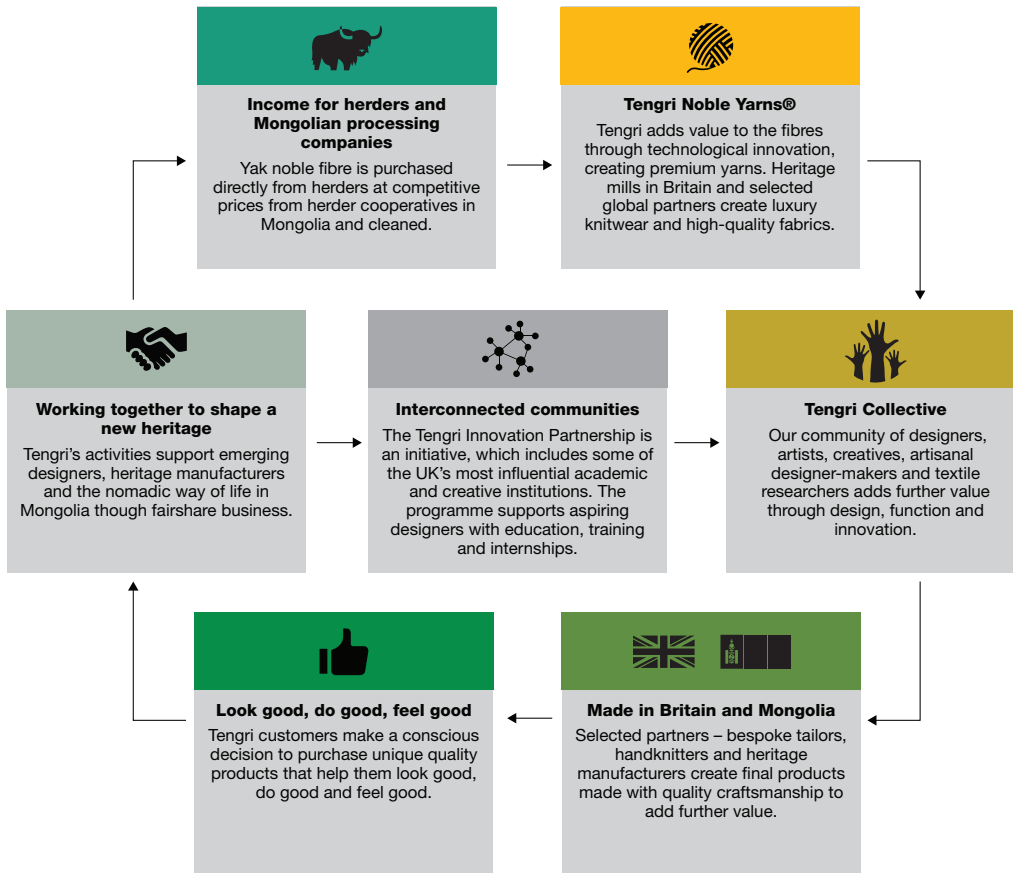 Income for herders and
Mongolian processing
companies
Yak noble fibre is purchased
directly from herders at competitive
prices from herder cooperatives in
Mongolia and cleaned.
Tengri Noble Yarns®
Tengri adds value to the fibres
through technological innovation,
creating premium yarns. Heritage
mills in Britain and selected
global partners create luxury
knitwear and high-quality fabrics.
Working together to shape a
new heritage
Tengri’s activities support emerging
designers, heritage manufacturers
and the nomadic way of life in
Mongolia though fairshare business.
Interconnected communities
The Tengri Innovation Partnership is
an initiative, which includes some of
the UK’s most influential academic
and creative institutions. The
programme supports aspiring
designers with education, training
and internships.
Tengri Collective
Our community of designers,
artists, creatives, artisanal
designer-makers and textile
researchers adds further value
through design, function and
innovation.
Look good, do good, feel good
Tengri customers make a conscious
decision to purchase unique quality
products that help them look good,
do good and feel good.
Made in Britain and Mongolia
Selected partners – bespoke tailors,
handknitters and heritage
manufacturers create final products
made with quality craftsmanship to
add further value.